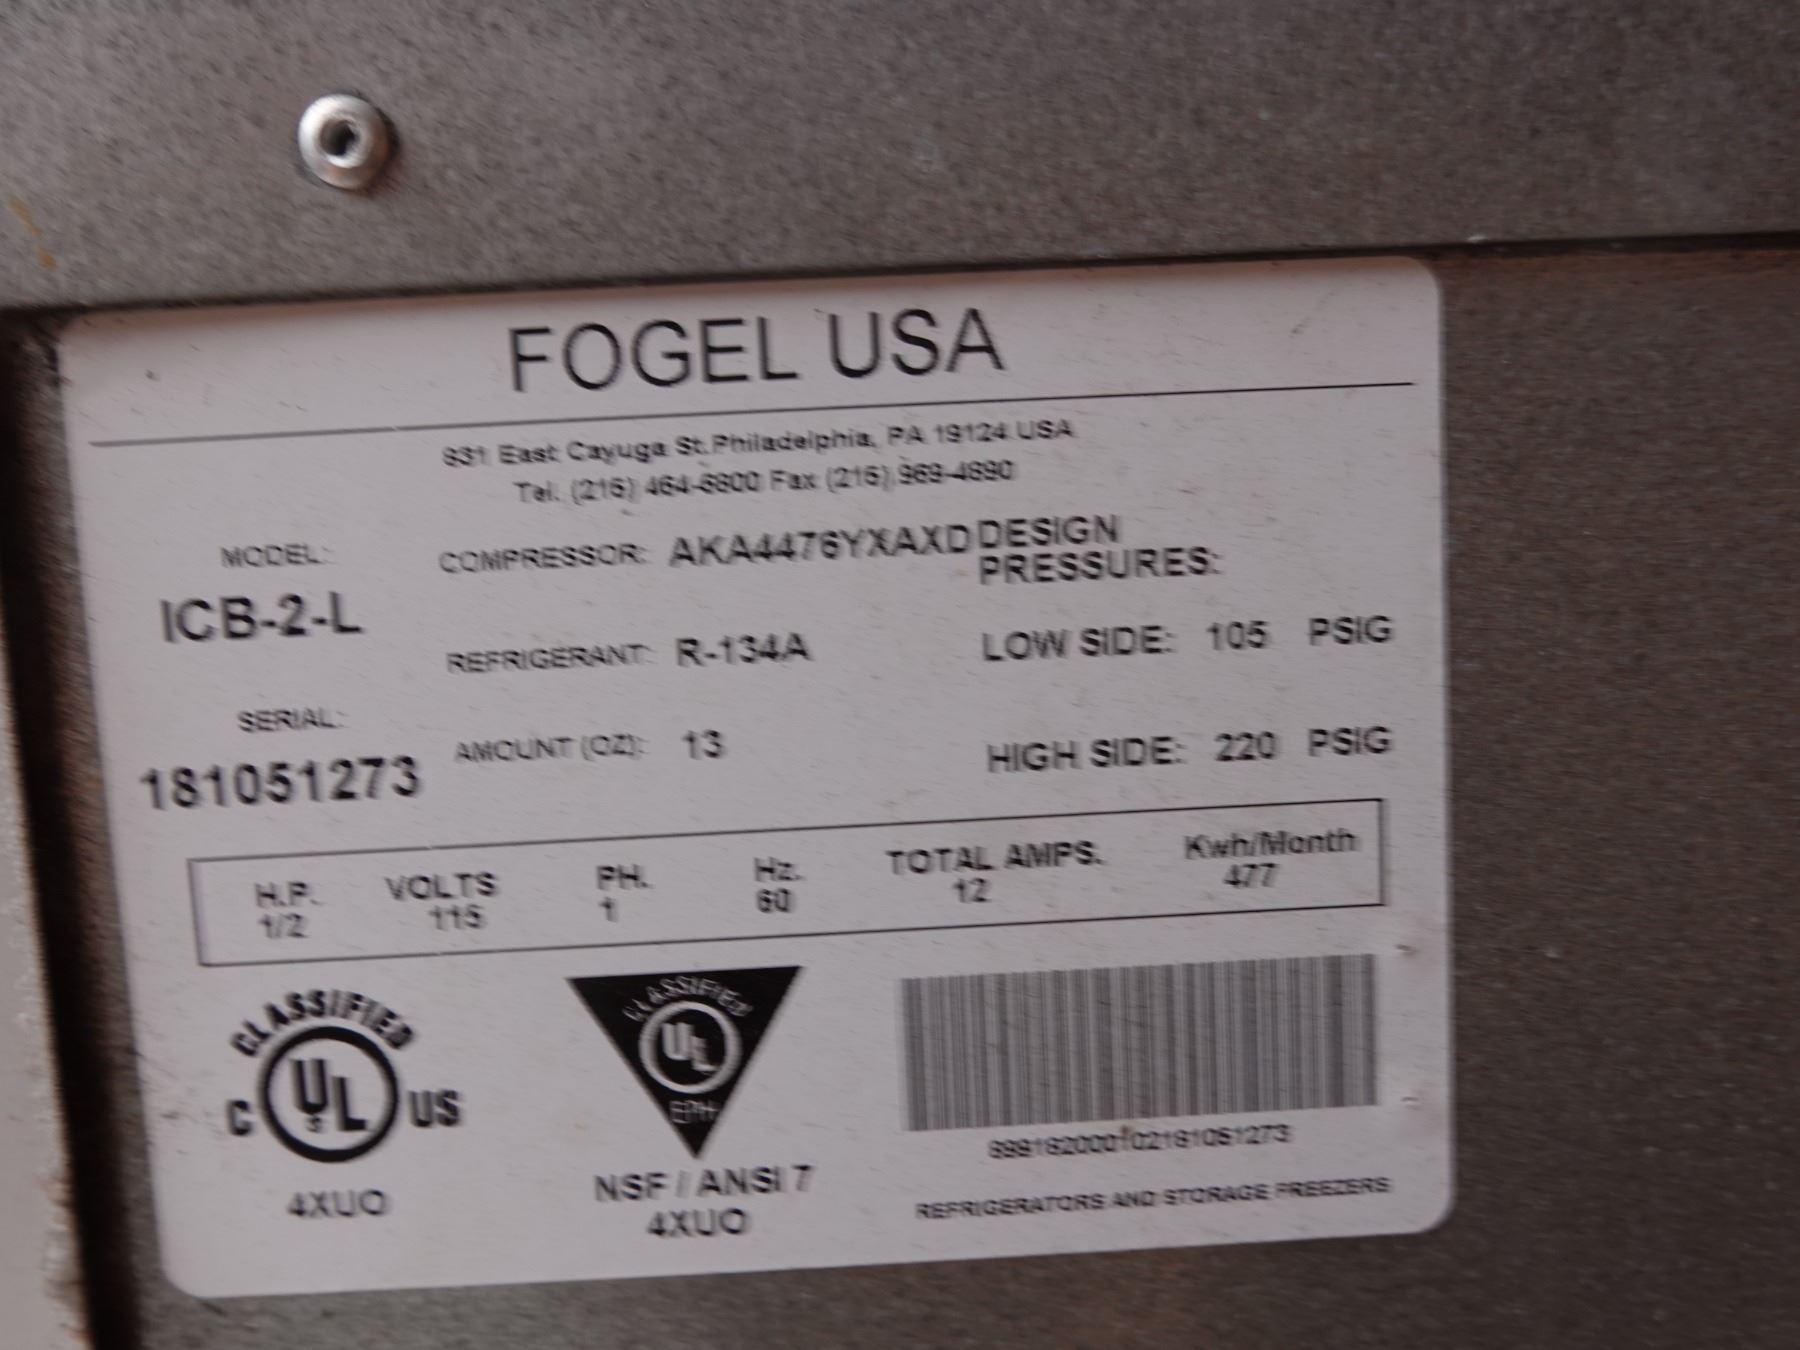 FOGEL USA
931 East Cayuga St. Philadelphia, PA 19124 USA
Tel. (215) 464-6800 Fax (215) 969-4890
MODEL:
ICB-2-L
SERIAL:
181051273
COMPRESSOR: AKA4476YXAXD
REFRIGERANT: R-134A
AMOUNT (OZ): 13
DESIGN
PRESSURES:
LOW SIDE: 105 PSIG
HIGH SIDE: 220 PSIG
H.P. VOLTS PH. Hz. TOTAL AMPS. Kwh/Month
1/2 115 1 60 12 477
CLASSIFIED
C UL US
4XUO
CLASSIFIED
UL
EPH
NSF / ANSI 7
4XUO
REFRIGERATORS AND STORAGE FREEZERS